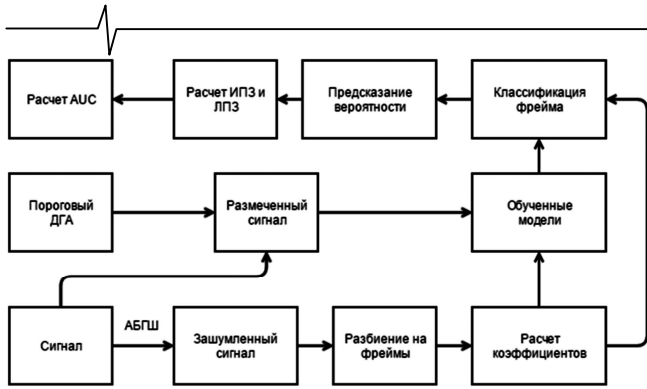 Расчет AUC
Расчет ИПЗ и
ЛПЗ
Предсказание
вероятности
Классификация
фрейма
Пороговый
ДГА
Размеченный
сигнал
Обученные
модели
Сигнал
АБГШ
Зашумленный
сигнал
Разбиение на
фреймы
Расчет
коэффициентов